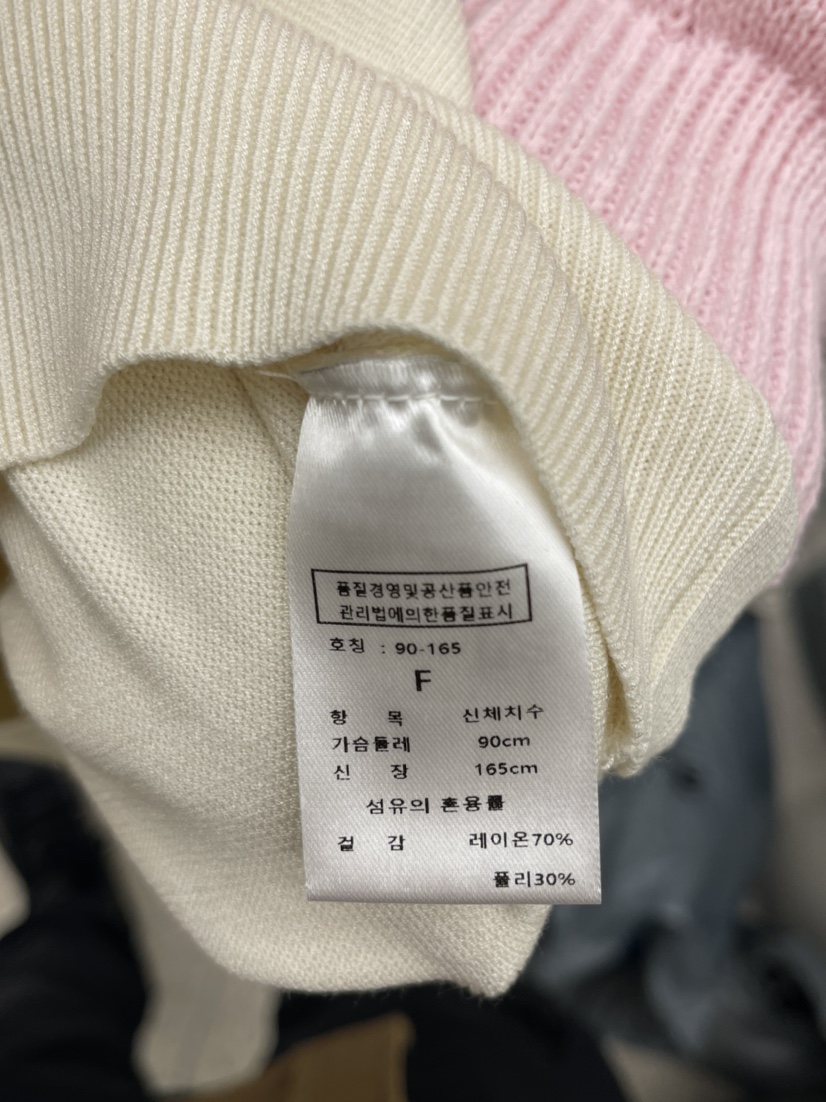 품질경영및공산품안전
관리법에의한품질표시
호칭 : 90-165
F
항 목 신체치수
가슴둘레 90cm
신 장 165cm
섬유의 혼용률
겉 감 레이온70%
폴리30%